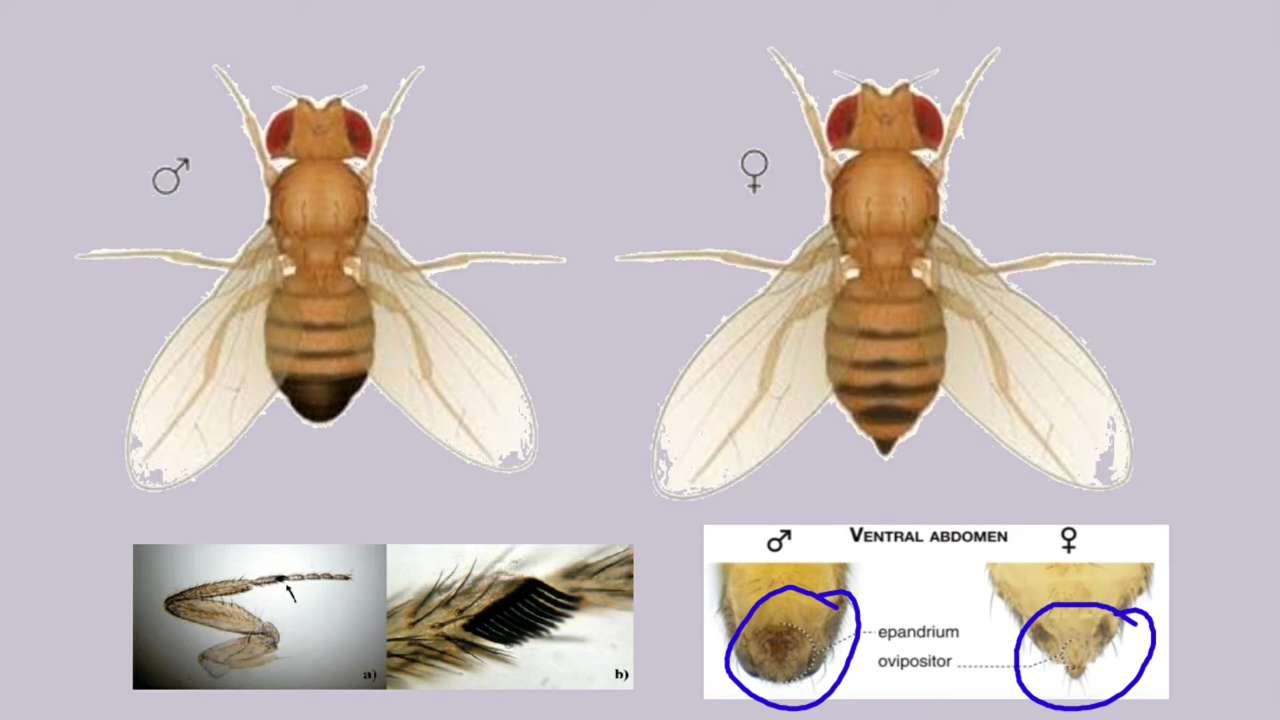 ♂
♀
a)
b)
♂ VENTRAL ABDOMEN ♀
epandrium
ovipositor